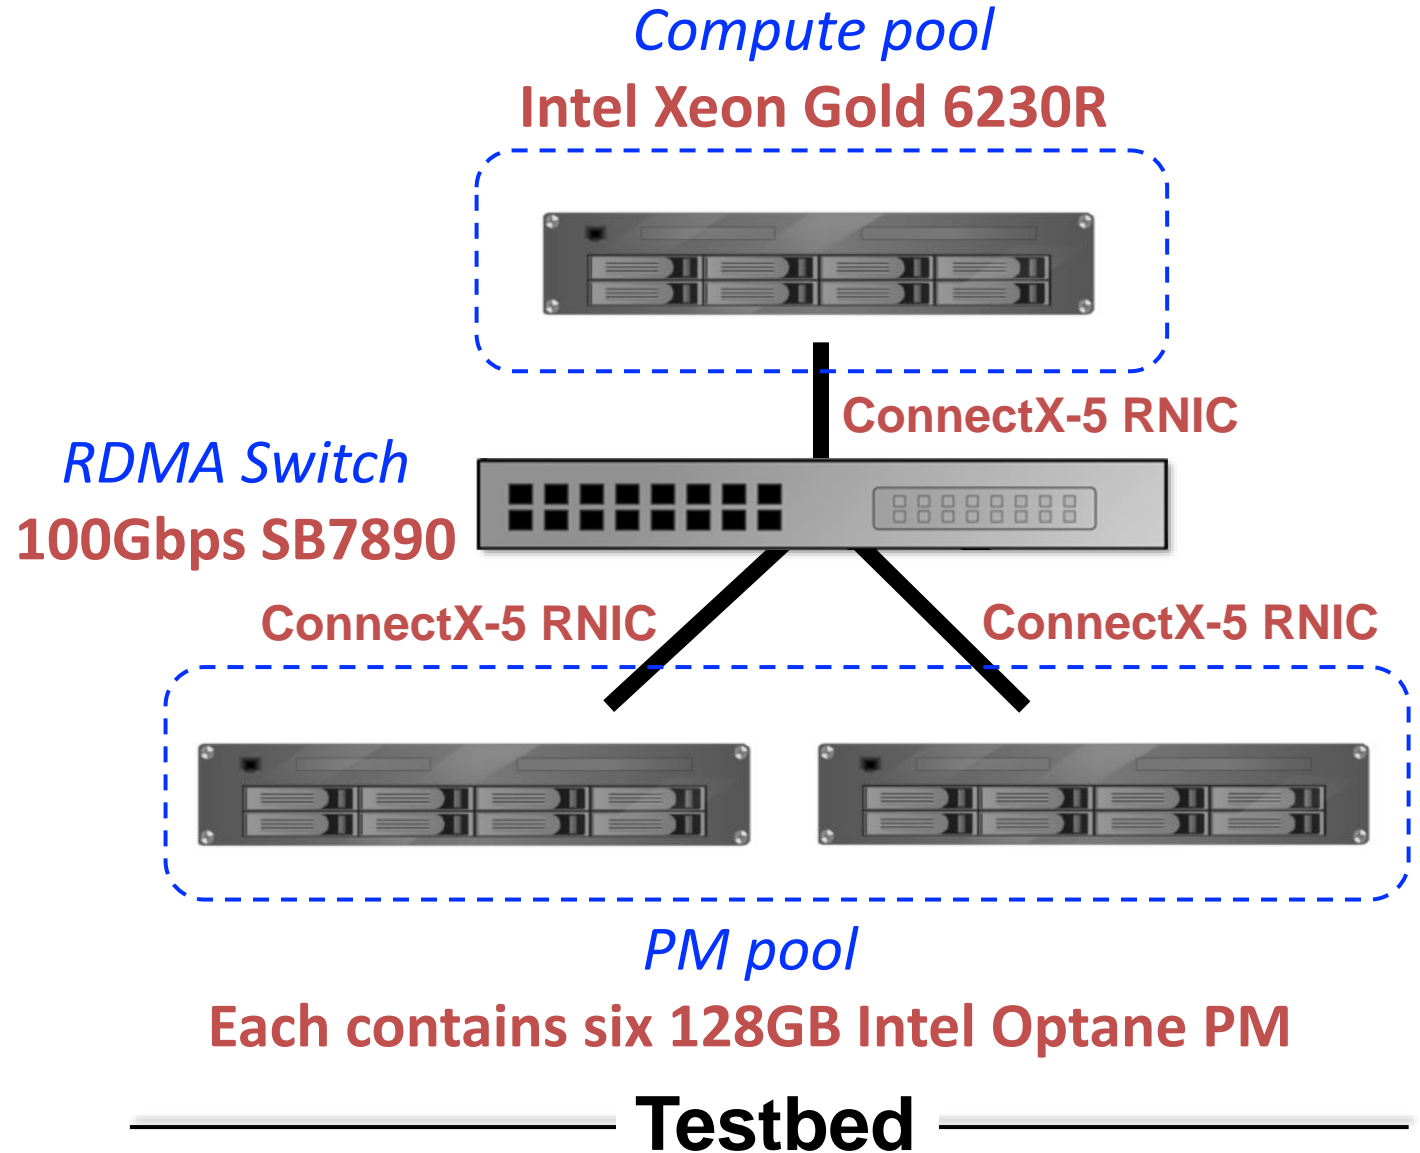 Compute pool
Intel Xeon Gold 6230R
ConnectX-5 RNIC
RDMA Switch
100Gbps SB7890
ConnectX-5 RNIC
ConnectX-5 RNIC
PM pool
Each contains six 128GB Intel Optane PM
Testbed